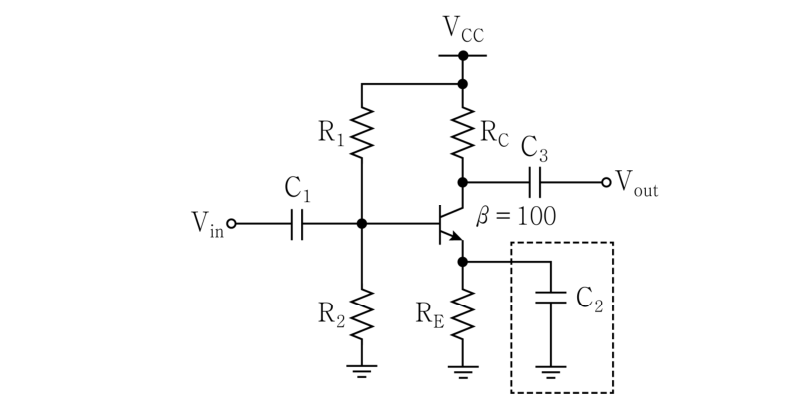 V_CC
R_1
R_C
C_3
V_out
C_1
β = 100
V_in
C_2
R_2
R_E